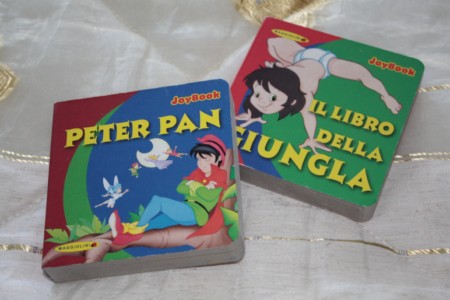 JoyBook
PETER PAN
JoyBook
IL LIBRO
DELLA
GIUNGLA